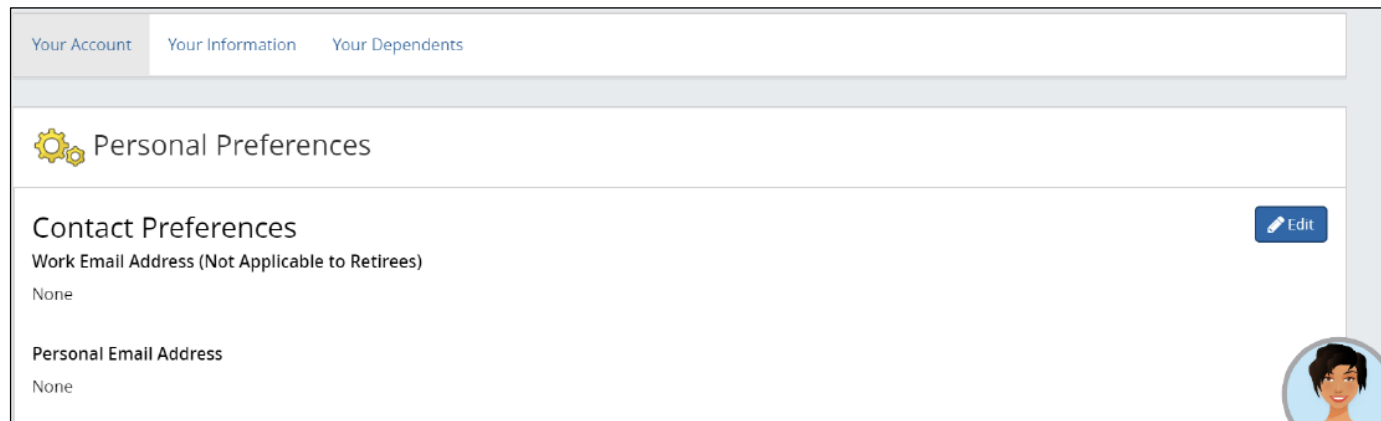 Your Account Your Information Your Dependents
Personal Preferences
Contact Preferences
Edit
Work Email Address (Not Applicable to Retirees)
None
Personal Email Address
None